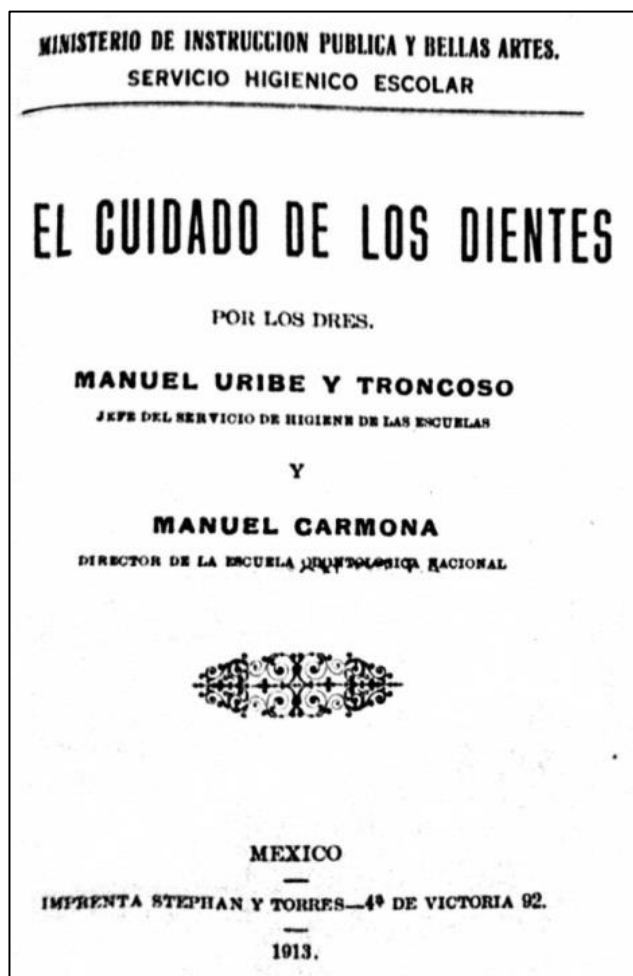 MINISTERIO DE INSTRUCCION PUBLICA Y BELLAS ARTES.
SERVICIO HIGIENICO ESCOLAR
EL CUIDADO DE LOS DIENTES
POR LOS DRES.
MANUEL URIBE Y TRONCOSO
JEFE DEL SERVICIO DE HIGIENE DE LAS ESCUELAS
Y
MANUEL CARMONA
DIRECTOR DE LA ESCUELA ODONTOLOGICA NACIONAL
MEXICO
IMPRENTA STEPHAN Y TORRES—4ª DE VICTORIA 92.
1913.